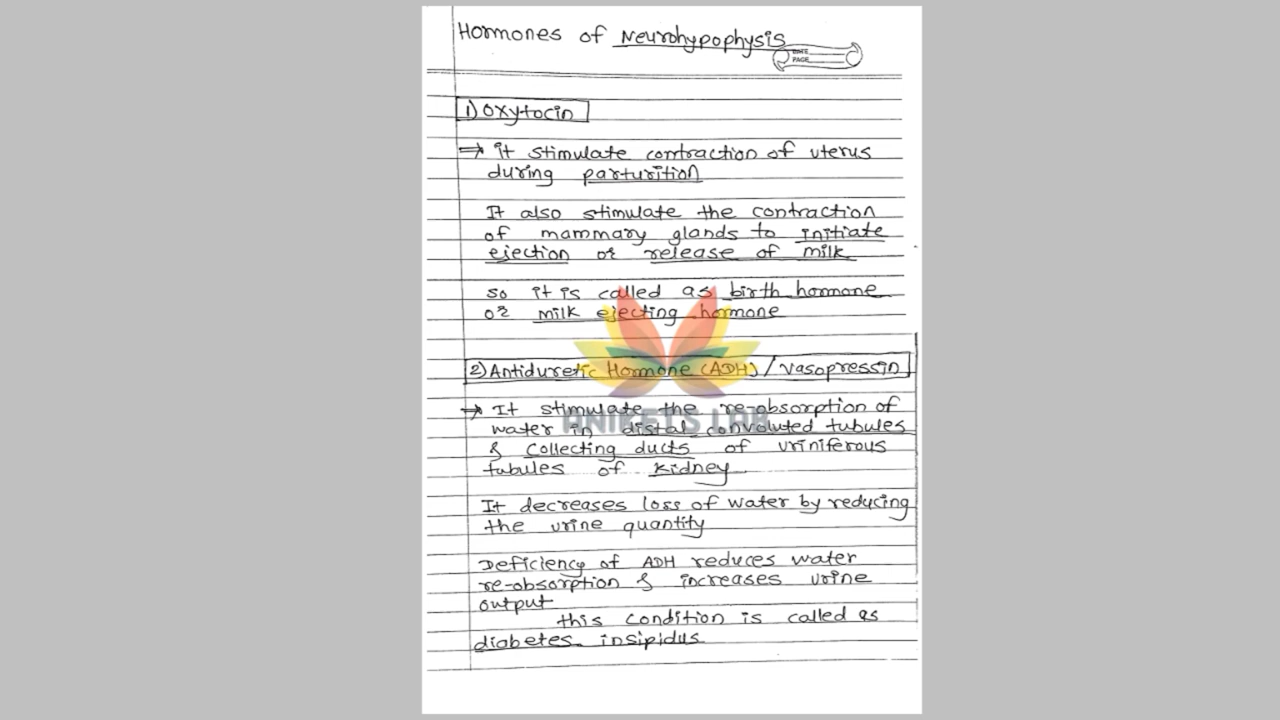 Hormones of Neurohypophysis
DATE
PAGE
1) Oxytocin
⇒ it stimulate contraction of uterus
during parturition
It also stimulate the contraction
of mammary glands to initiate
ejection or release of milk
so it is called as birth hormone
or milk ejecting hormone
2) Antiduretic Hormone (ADH) / vasopressin
→ It stimulate the re-obsorption of
water in distal convoluted tubules
& collecting ducts of uriniferous
tubules of kidney
ANIKETS LAB
It decreases loss of water by reducing
the urine quantity
Deficiency of ADH reduces water
re-obsorption & increases urine
output
this condition is called as
diabetes insipidus